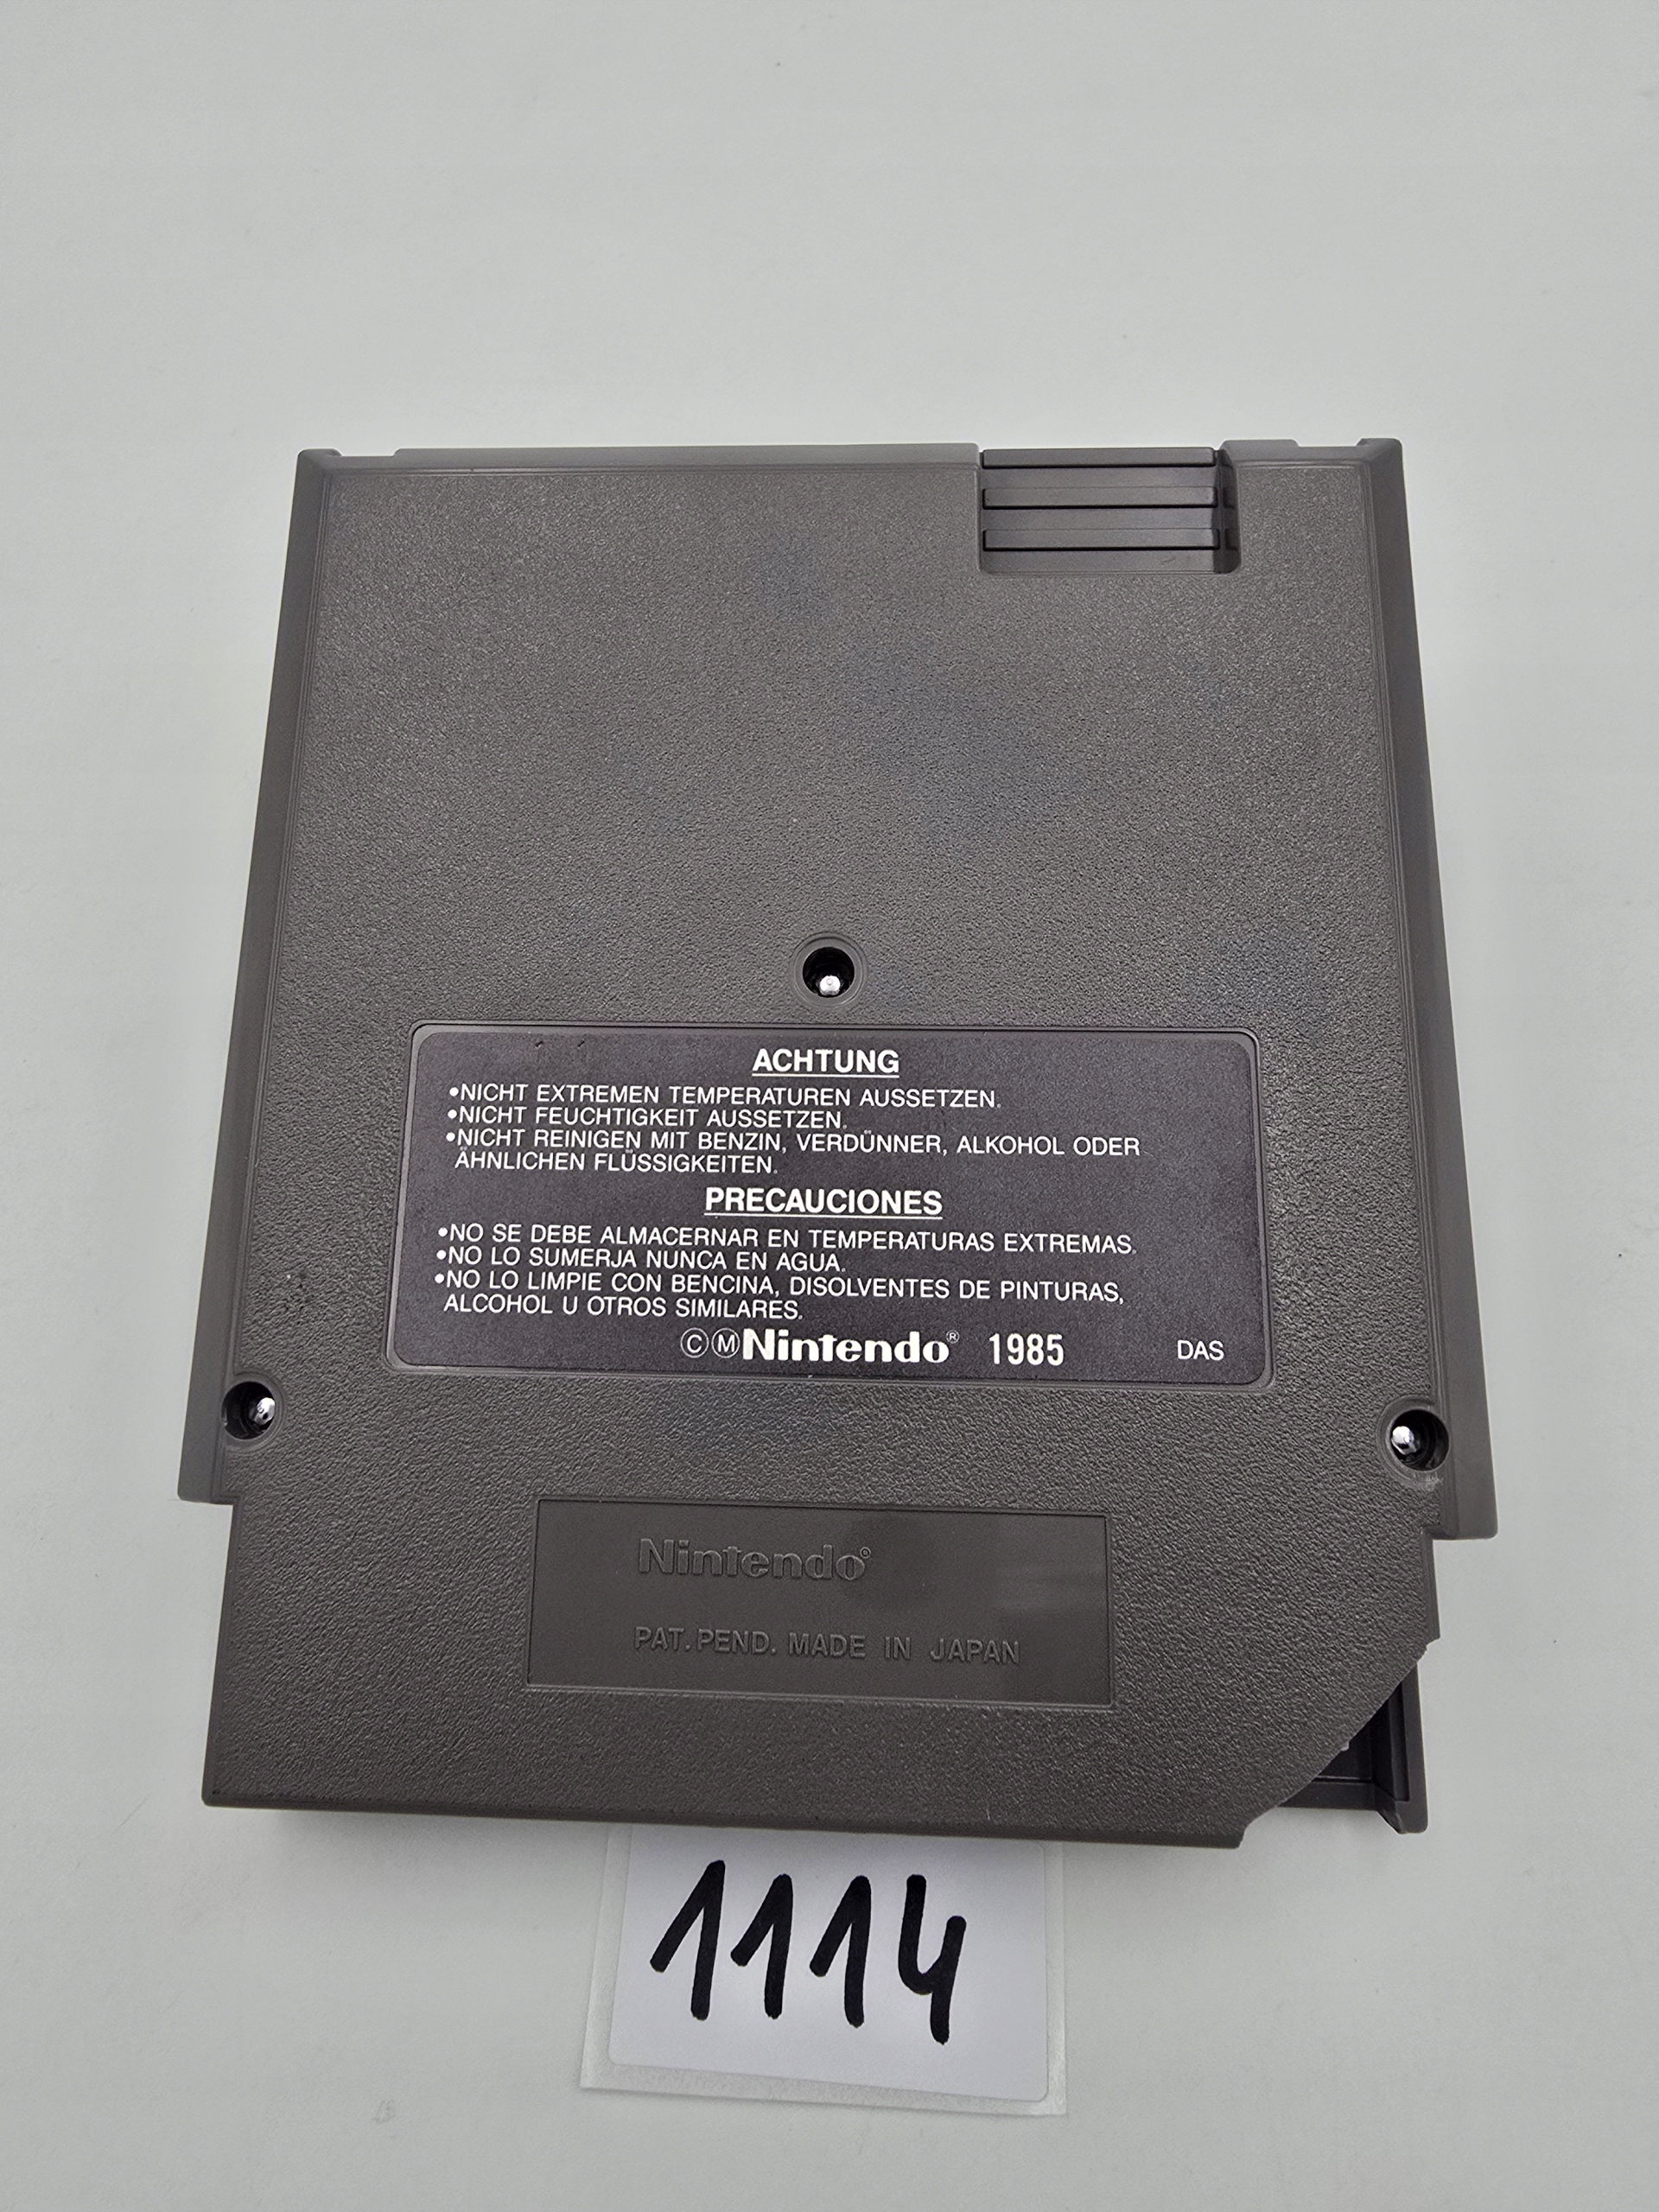 ACHTUNG
•NICHT EXTREMEN TEMPERATUREN AUSSETZEN.
•NICHT FEUCHTIGKEIT AUSSETZEN.
•NICHT REINIGEN MIT BENZIN, VERDÜNNER, ALKOHOL ODER
ÄHNLICHEN FLÜSSIGKEITEN.
PRECAUCIONES
•NO SE DEBE ALMACERNAR EN TEMPERATURAS EXTREMAS.
•NO LO SUMERJA NUNCA EN AGUA.
•NO LO LIMPIE CON BENCINA, DISOLVENTES DE PINTURAS,
ALCOHOL U OTROS SIMILARES.
ⒸⓂNintendo® 1985 DAS
Nintendo®
PAT. PEND. MADE IN JAPAN
1114